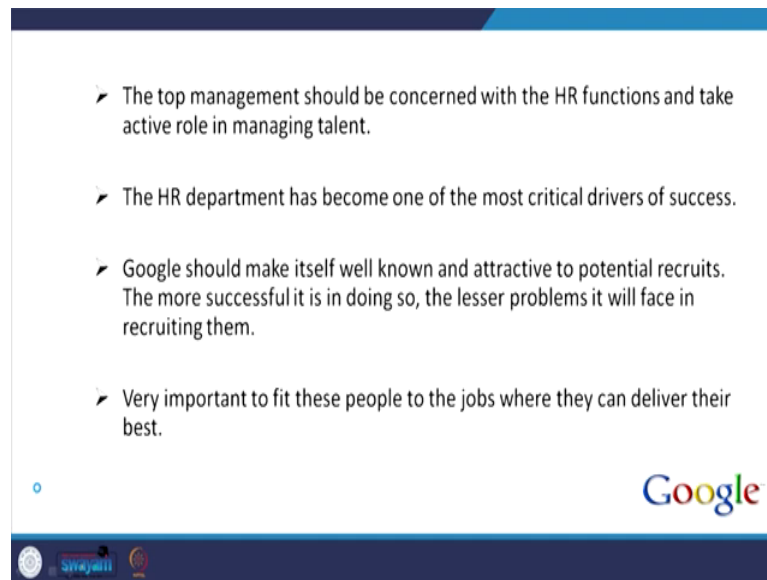 The top management should be concerned with the HR functions and take
active role in managing talent.
The HR department has become one of the most critical drivers of success.
Google should make itself well known and attractive to potential recruits.
The more successful it is in doing so, the lesser problems it will face in
recruiting them.
Very important to fit these people to the jobs where they can deliver their
best.
Google
swayam